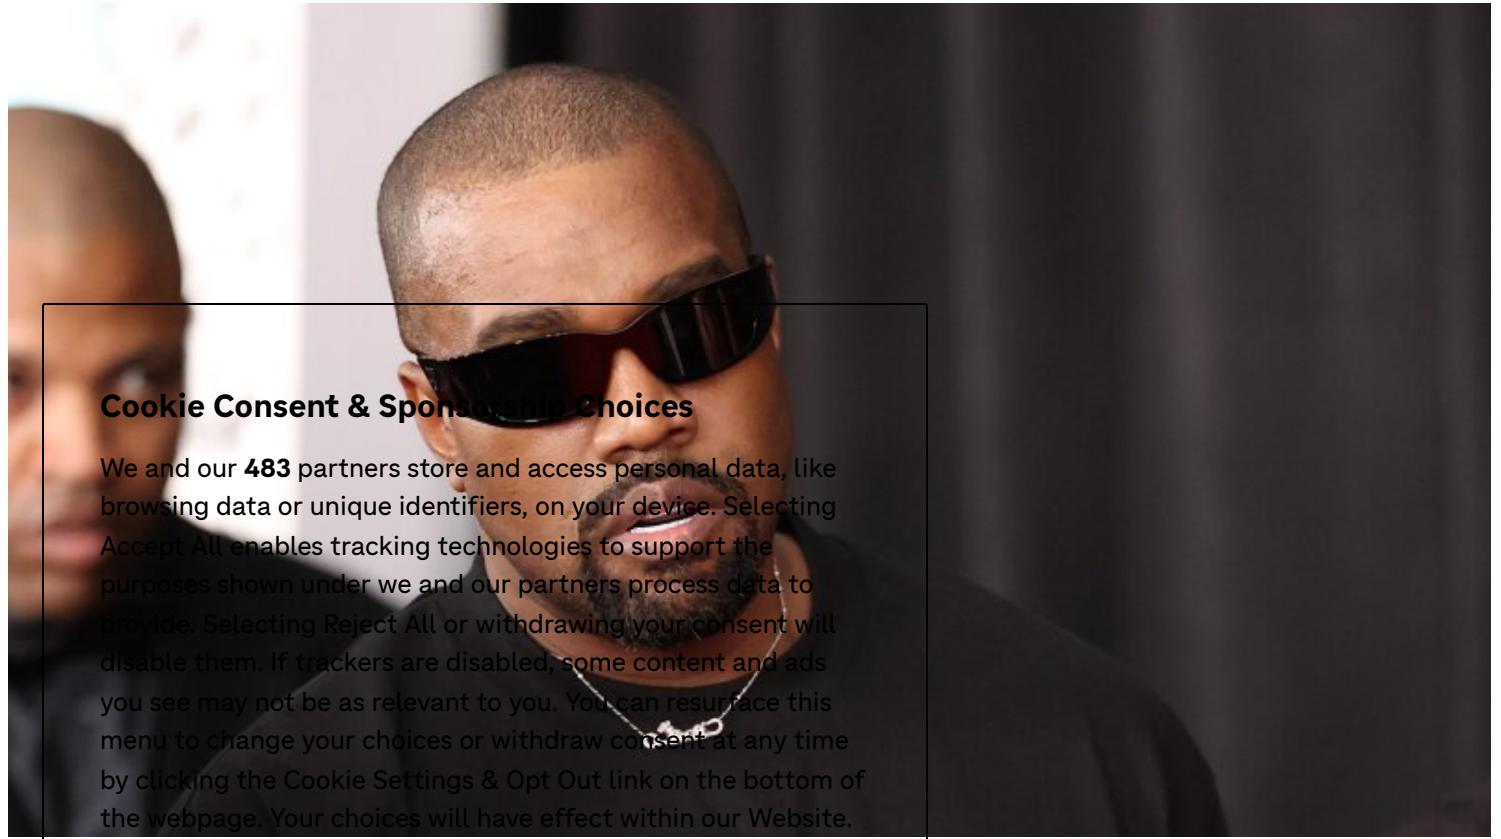 Cookie Consent & Sponsorship Choices
We and our 483 partners store and access personal data, like
browsing data or unique identifiers, on your device. Selecting
Accept All enables tracking technologies to support the
purposes shown under we and our partners process data to
provide. Selecting Reject All or withdrawing your consent will
disable them. If trackers are disabled, some content and ads
you see may not be as relevant to you. You can resurface this
menu to change your choices or withdraw consent at any time
by clicking the Cookie Settings & Opt Out link on the bottom of
the webpage. Your choices will have effect within our Website.